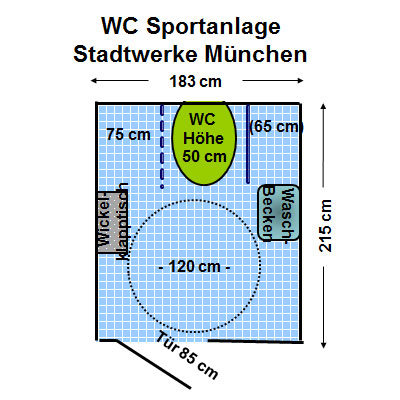 WC Sportanlage
Stadtwerke München
183 cm
75 cm
WC
Höhe
50 cm
(65 cm)
Wickel-
klapptisch
Wasch-
Becken
215 cm
- 120 cm -
Tür 85 cm